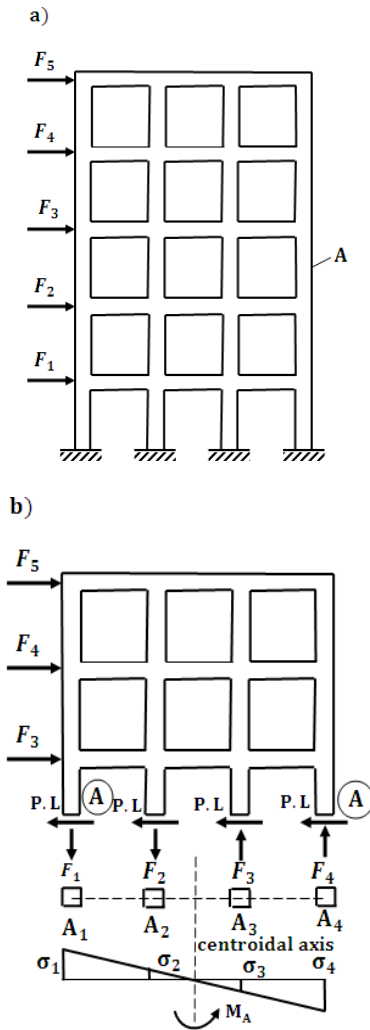 a)
F₅
F₄
F₃
A
F₂
F₁
b)
F₅
F₄
F₃
P.L A P.L P.L P.L A
F₁ F₂ F₃ F₄
A₁ A₂ A₃ A₄
centroidal axis
σ₁ σ₂ σ₃ σ₄
M_A